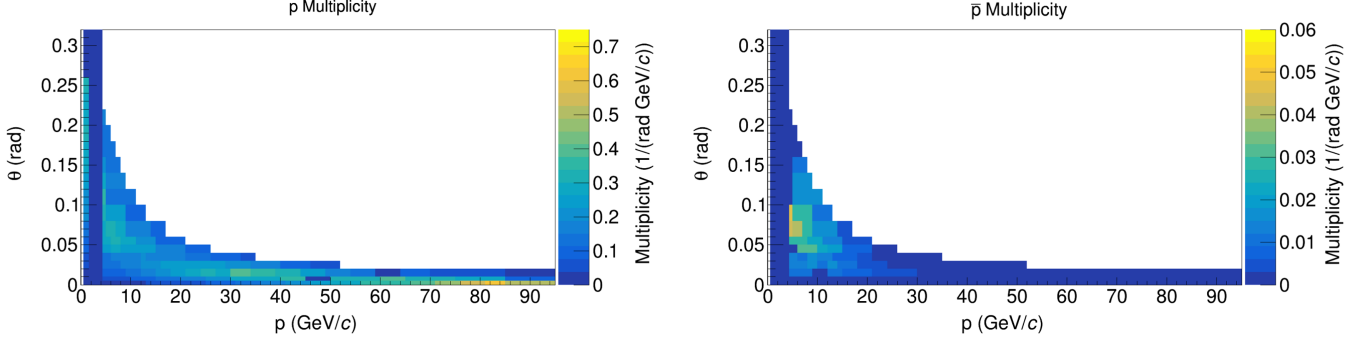 p Multiplicity
θ (rad)
0.3
0.25
0.2
0.15
0.1
0.05
0
0 10 20 30 40 50 60 70 80 90
p (GeV/c)
0.7
0.6
0.5
0.4
0.3
0.2
0.1
0
Multiplicity (1/(rad GeV/c))
p̅ Multiplicity
θ (rad)
0.3
0.25
0.2
0.15
0.1
0.05
0
0 10 20 30 40 50 60 70 80 90
p (GeV/c)
0.06
0.05
0.04
0.03
0.02
0.01
0
Multiplicity (1/(rad GeV/c))